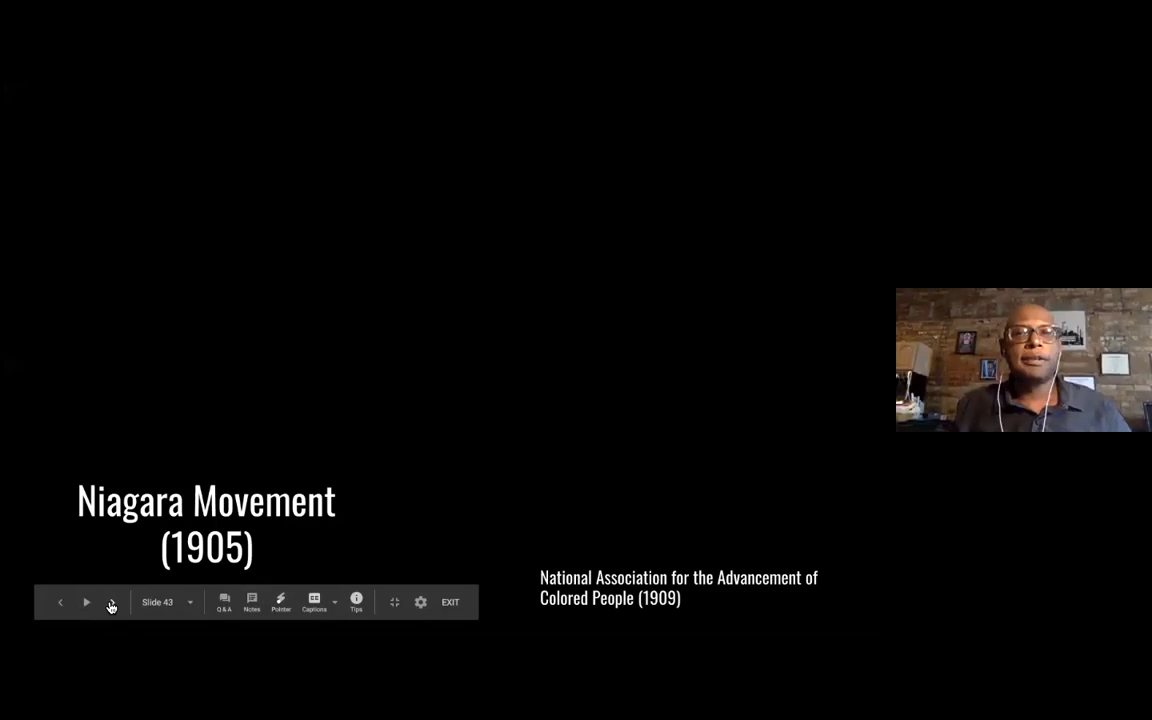 Niagara Movement
(1905)
National Association for the Advancement of
Colored People (1909)
Slide 43
Q&A
Notes
Pointer
Captions
Tips
EXIT
CC